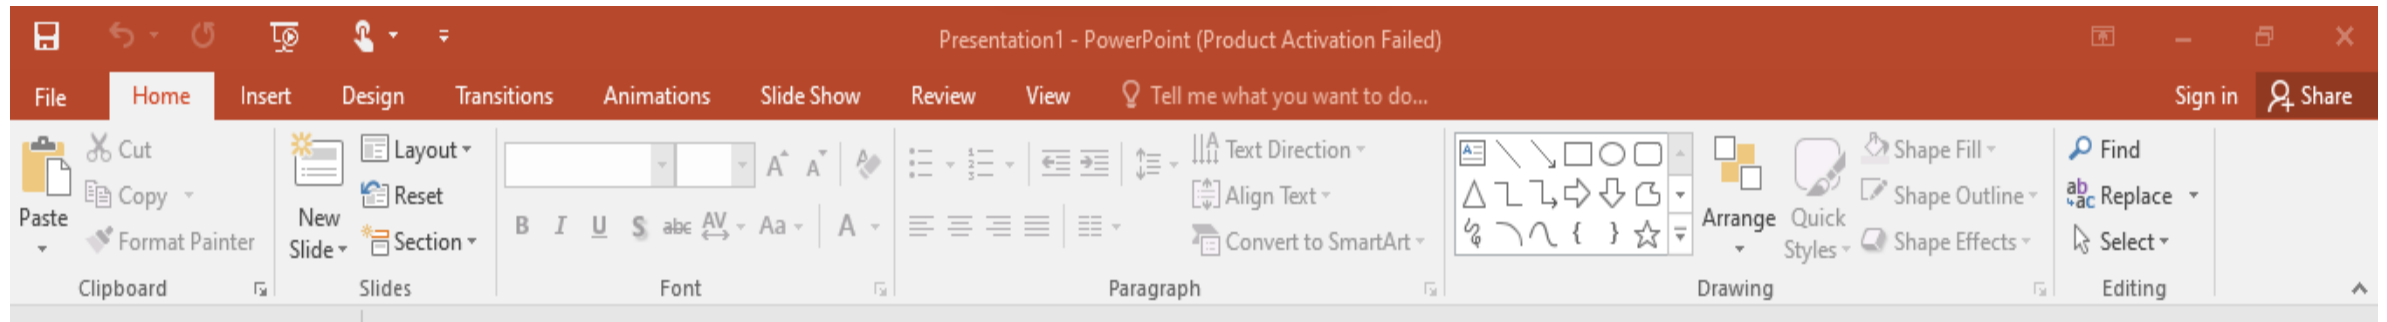 Presentation1 - PowerPoint (Product Activation Failed)
File Home Insert Design Transitions Animations Slide Show Review View Tell me what you want to do... Sign in Share
Cut Layout Text Direction Shape Fill Find
Copy Reset Align Text Shape Outline Replace
Paste New Arrange Quick
Format Painter Slide Section B I U S abc AV Aa A Convert to SmartArt Styles Shape Effects Select
Clipboard Slides Font Paragraph Drawing Editing